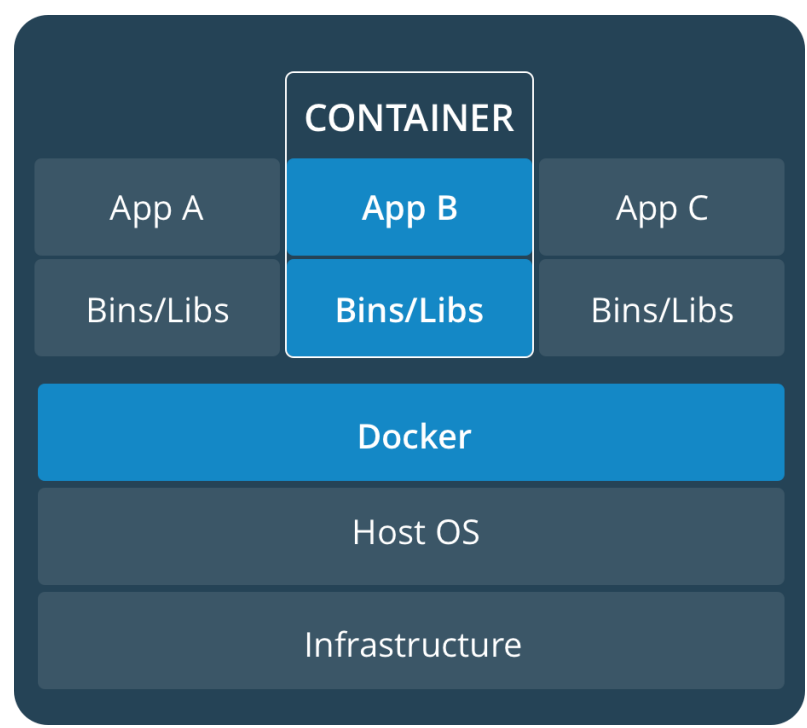 CONTAINER
App A
App B
App C
Bins/Libs
Bins/Libs
Bins/Libs
Docker
Host OS
Infrastructure